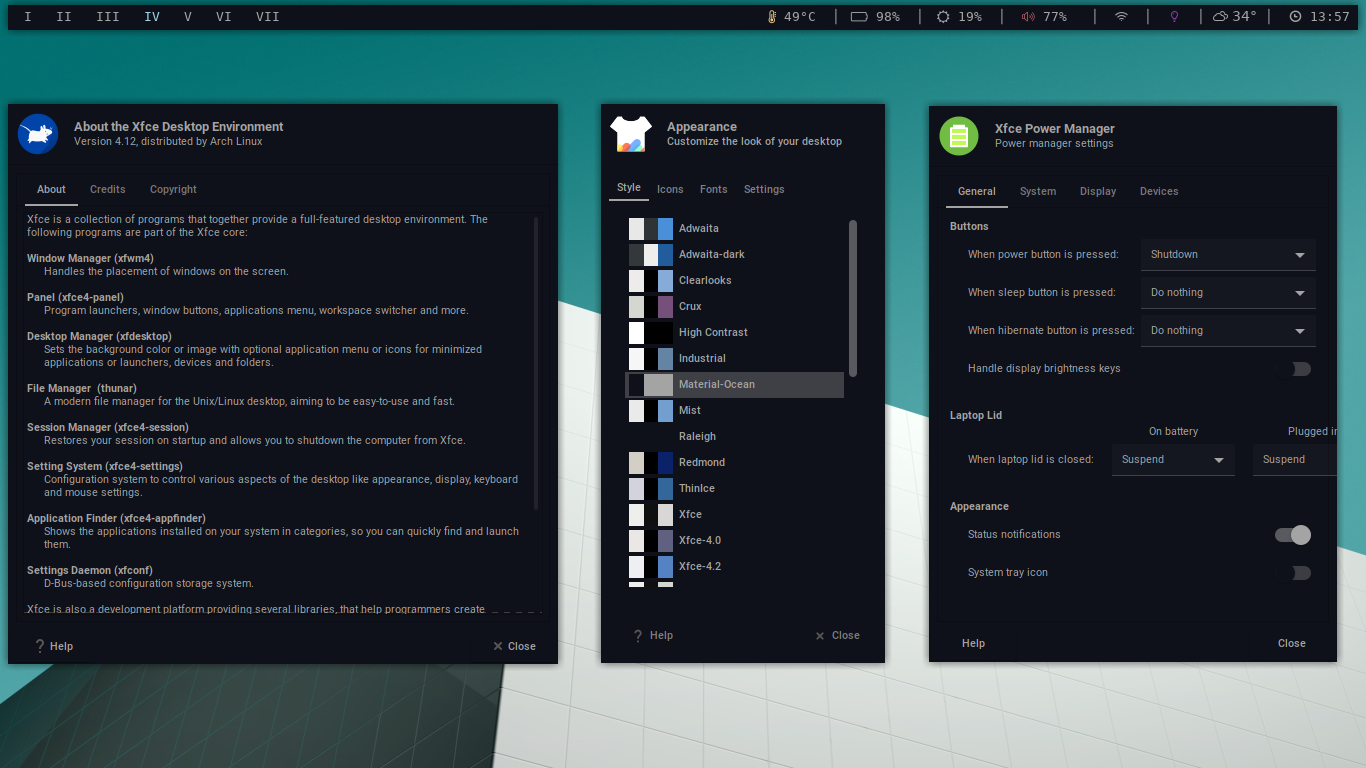 I II III IV V VI VII
49°C | 98% | 19% | 77% | | | 34° | 13:57
About the Xfce Desktop Environment
Version 4.12, distributed by Arch Linux
About Credits Copyright
Xfce is a collection of programs that together provide a full-featured desktop environment. The
following programs are part of the Xfce core:
Window Manager (xfwm4)
Handles the placement of windows on the screen.
Panel (xfce4-panel)
Program launchers, window buttons, applications menu, workspace switcher and more.
Desktop Manager (xfdesktop)
Sets the background color or image with optional application menu or icons for minimized
applications or launchers, devices and folders.
File Manager (thunar)
A modern file manager for the Unix/Linux desktop, aiming to be easy-to-use and fast.
Session Manager (xfce4-session)
Restores your session on startup and allows you to shutdown the computer from Xfce.
Setting System (xfce4-settings)
Configuration system to control various aspects of the desktop like appearance, display, keyboard
and mouse settings.
Application Finder (xfce4-appfinder)
Shows the applications installed on your system in categories, so you can quickly find and launch
them.
Settings Daemon (xfconf)
D-Bus-based configuration storage system.
Xfce is also a development platform providing several libraries, that help programmers create
? Help
× Close
Appearance
Customize the look of your desktop
Style Icons Fonts Settings
Adwaita
Adwaita-dark
Clearlooks
Crux
High Contrast
Industrial
Material-Ocean
Mist
Raleigh
Redmond
ThinIce
Xfce
Xfce-4.0
Xfce-4.2
? Help
× Close
Xfce Power Manager
Power manager settings
General System Display Devices
Buttons
When power button is pressed: Shutdown
When sleep button is pressed: Do nothing
When hibernate button is pressed: Do nothing
Handle display brightness keys
Laptop Lid
On battery Plugged in
When laptop lid is closed: Suspend Suspend
Appearance
Status notifications
System tray icon
Help
Close